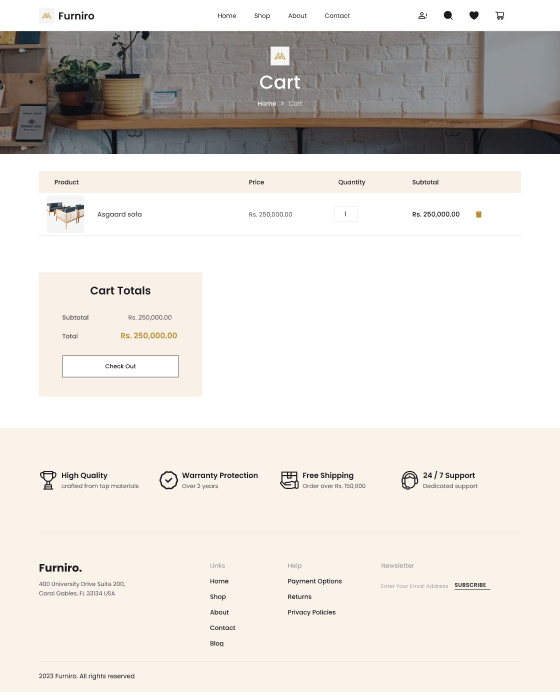 Furniro
Home Shop About Contact
Cart
Home > Cart
Product Price Quantity Subtotal
Asgaard sofa Rs. 250,000.00 1 Rs. 250,000.00
Cart Totals
Subtotal Rs. 250,000.00
Total Rs. 250,000.00
Check Out
High Quality
crafted from top materials
Warranty Protection
Over 2 years
Free Shipping
Order over Rs. 150,000
24 / 7 Support
Dedicated support
Furniro.
400 University Drive Suite 200,
Coral Gables, FL 33134 USA
Links
Home
Shop
About
Contact
Blog
Help
Payment Options
Returns
Privacy Policies
Newsletter
Enter Your Email Address SUBSCRIBE
2023 Furniro. All rights reserved